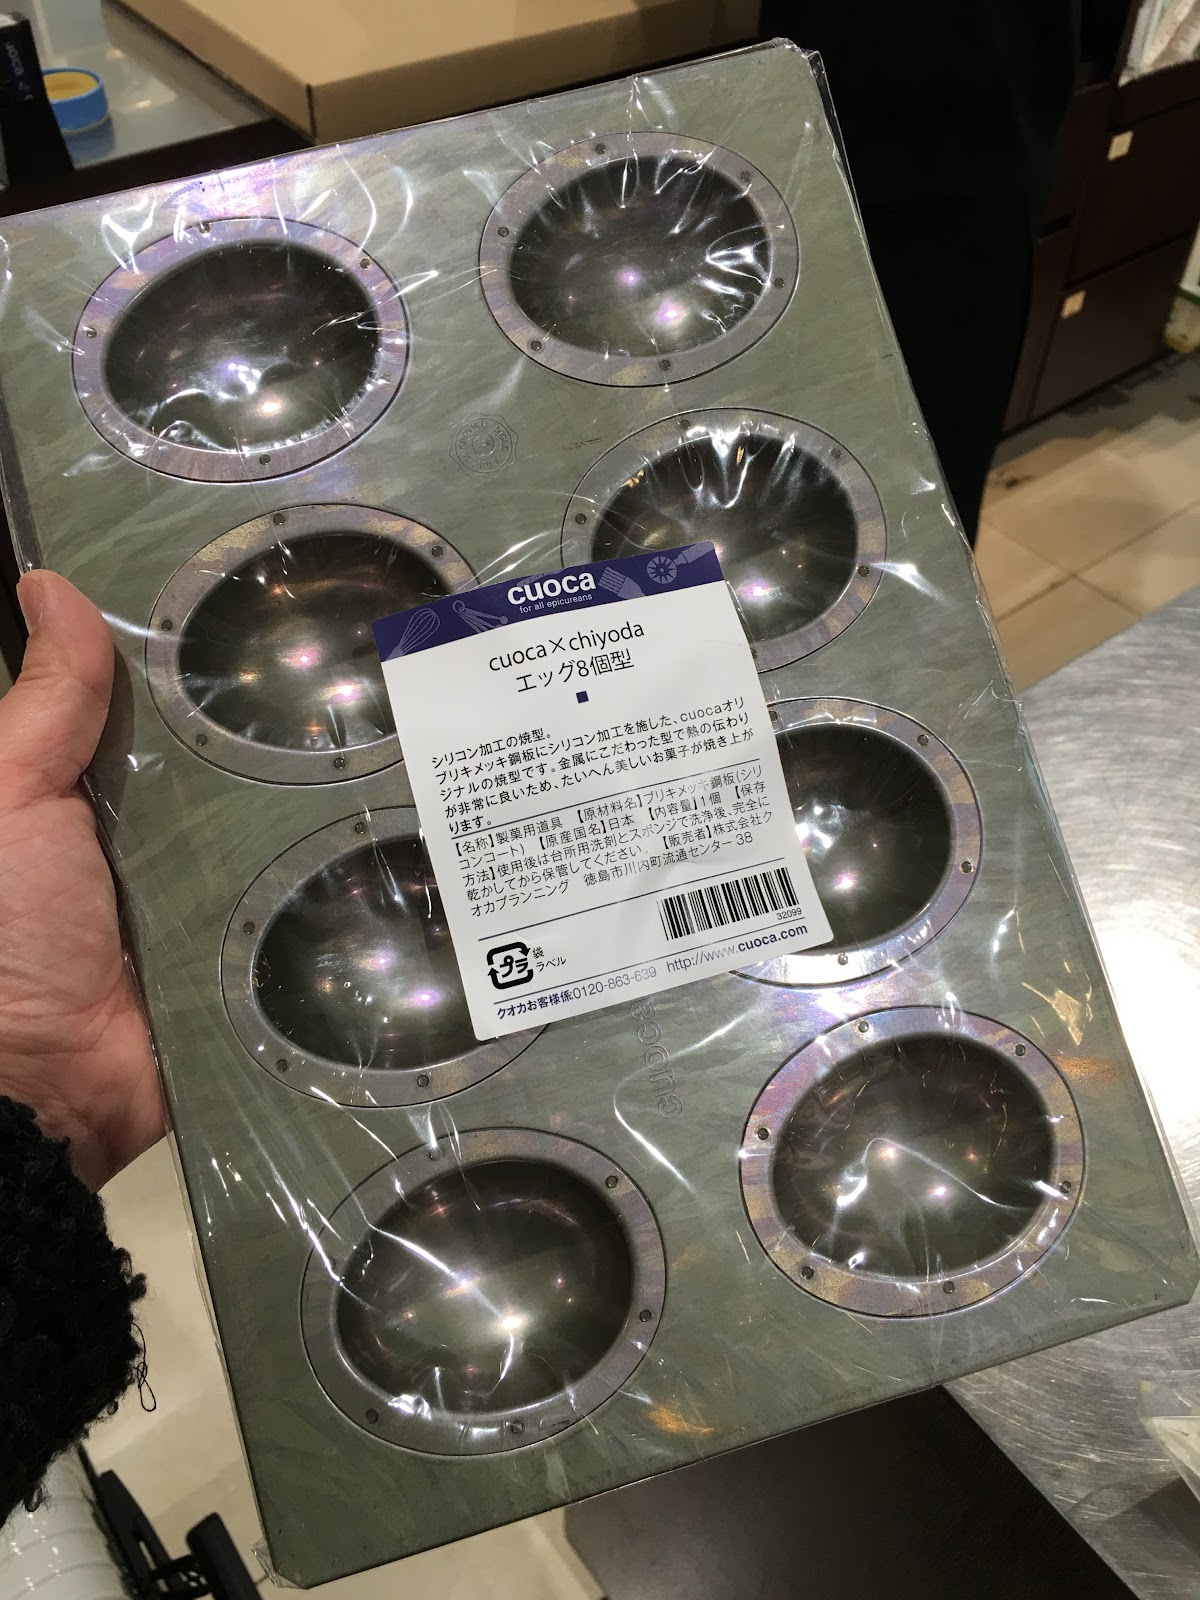 cuoca
cuoca
for all epicureans
cuoca×chiyoda
エッグ8個型
シリコン加工の焼型。
ブリキメッキ鋼板にシリコン加工を施した、cuocaオリ
ジナルの焼型です。金属にこだわった型で熱の伝わり
が非常に良いため、たいへん美しいお菓子が焼き上が
ります。
【名称】製菓用道具 【原材料名】ブリキメッキ鋼板(シリ
コンコート) 【原産国名】日本 【内容量】1個 【保存
方法】使用後は台所用洗剤とスポンジで洗浄後、完全に
乾かしてから保管してください。 【販売者】株式会社ク
オカプランニング 徳島市川内町流通センター 38
32099
プラ
袋
ラベル
クオカお客様係:0120-863-639 http://www.cuoca.com
cuoca